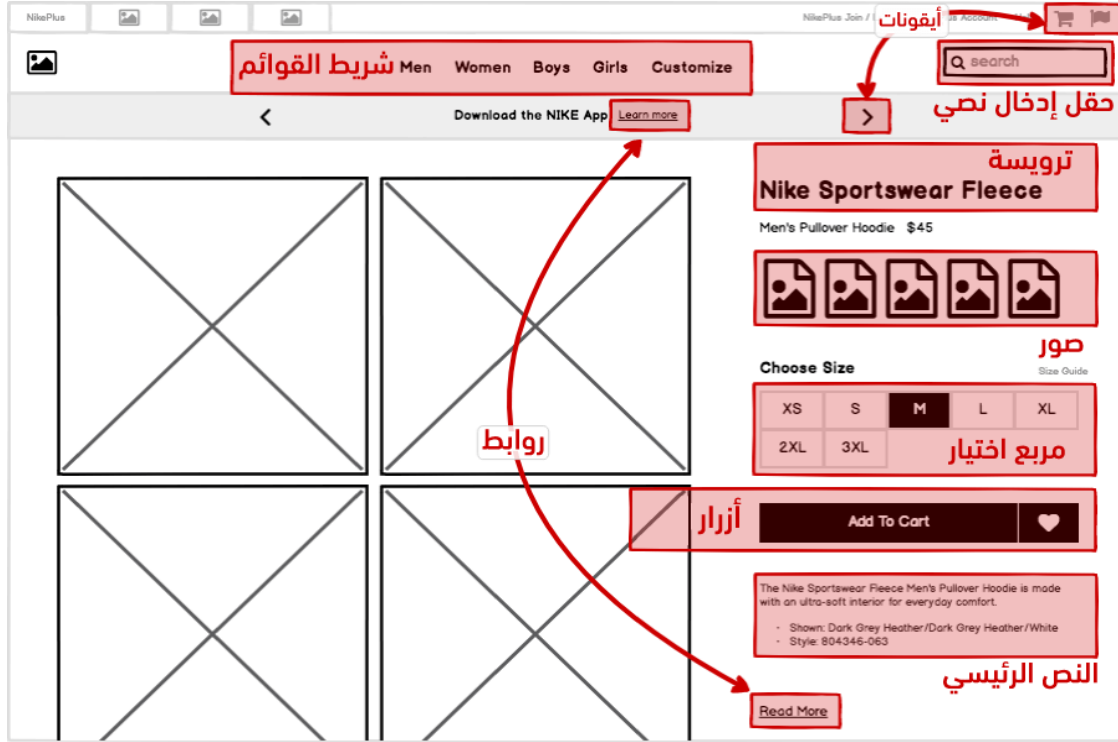 NikePlus
NikePlus Join / Account
أيقونات
شريط القوائم
Men Women Boys Girls Customize
search
حقل إدخال نصي
Download the NIKE App Learn more
ترويسة
Nike Sportswear Fleece
Men's Pullover Hoodie $45
صور
Choose Size
Size Guide
XS S M L XL
2XL 3XL
مربع اختيار
روابط
أزرار
Add To Cart
The Nike Sportswear Fleece Men's Pullover Hoodie is made
with an ultra-soft interior for everyday comfort.
· Shown: Dark Grey Heather/Dark Grey Heather/White
· Style: 804346-063
النص الرئيسي
Read More